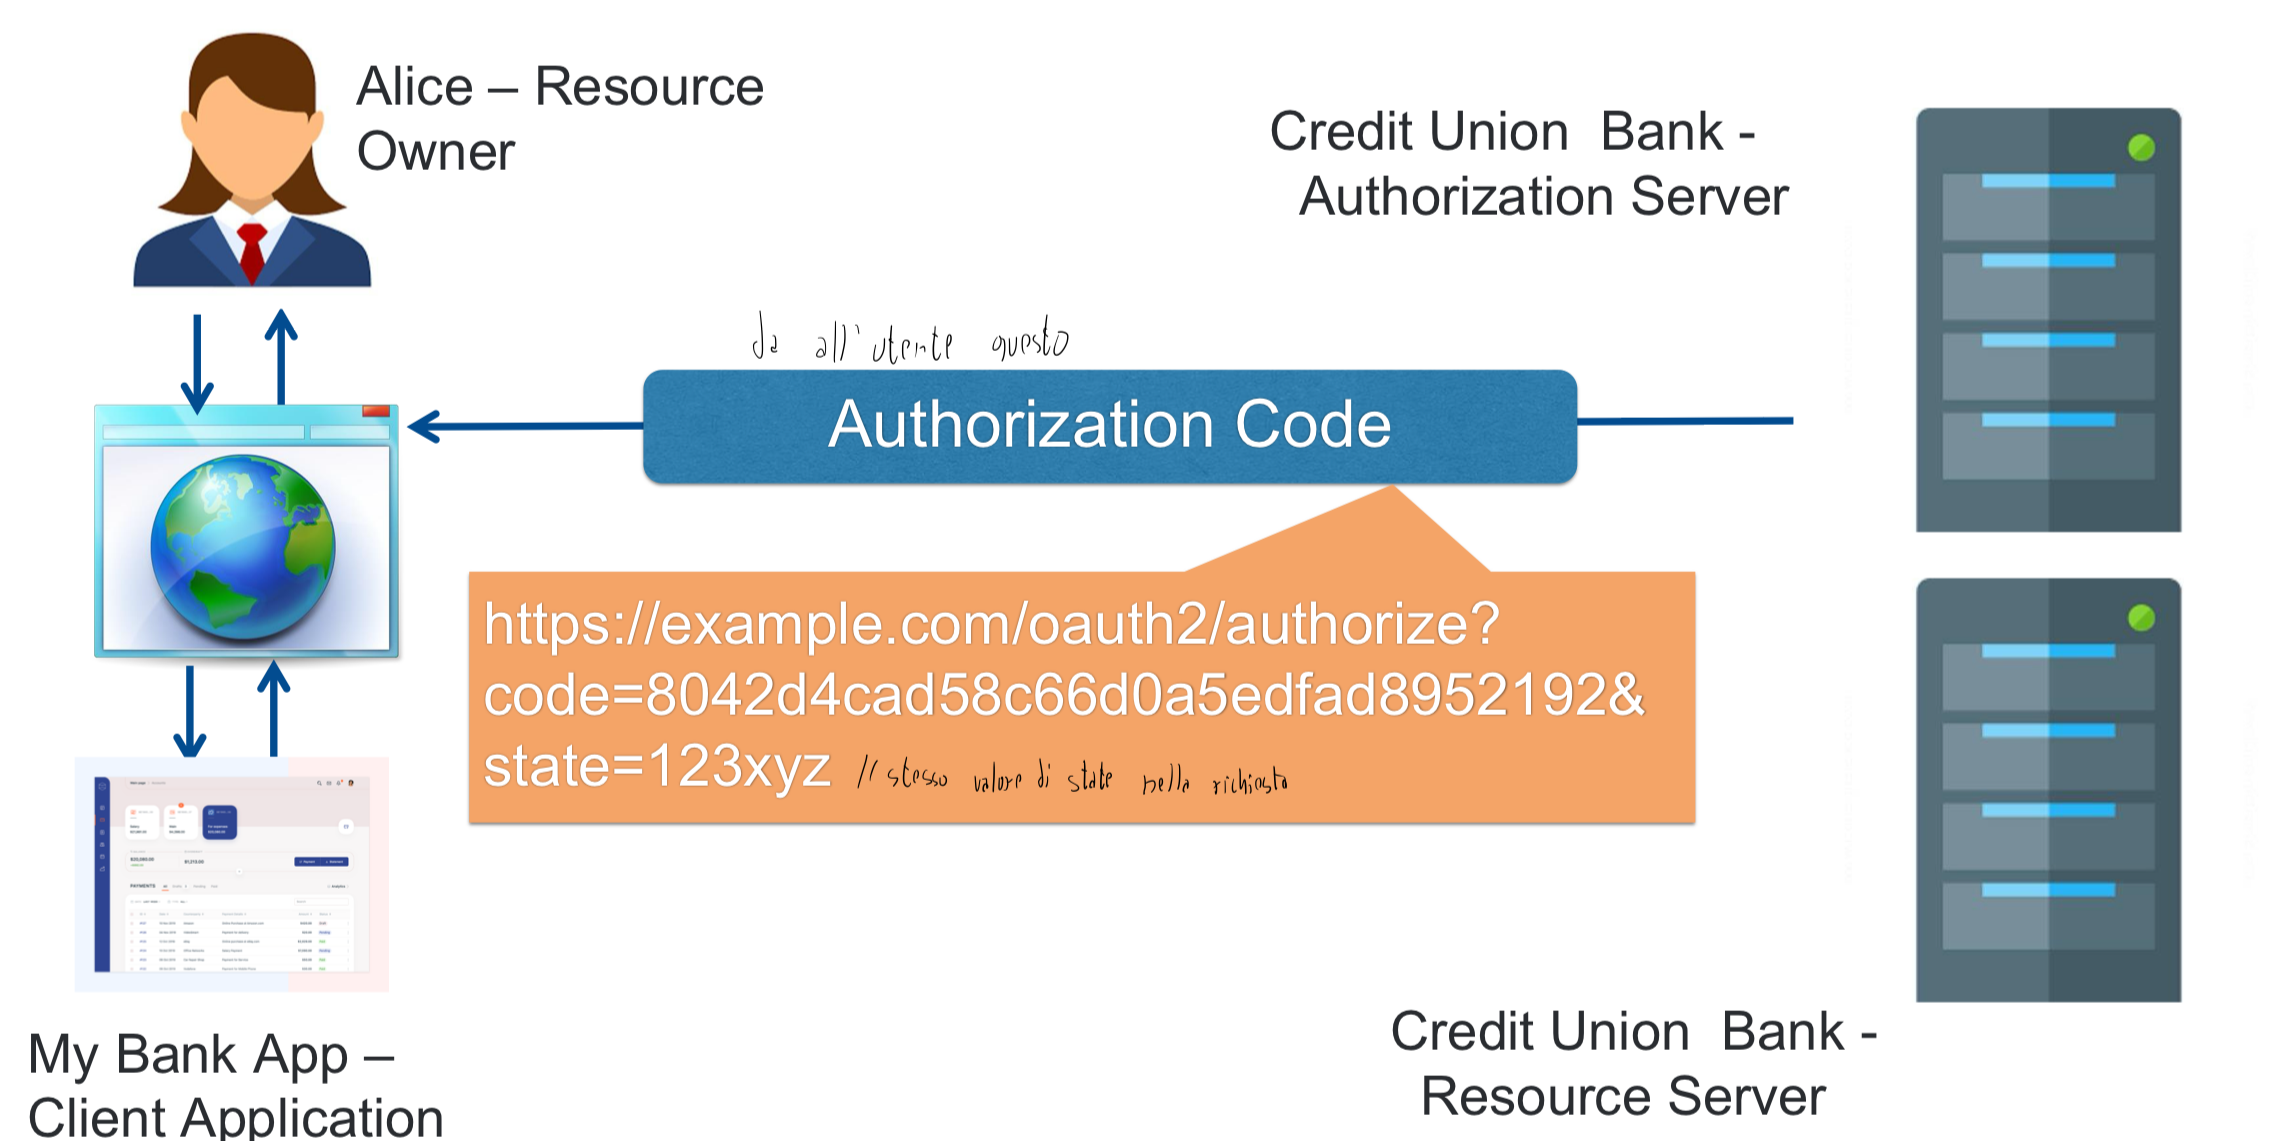 Alice – Resource
Owner
Credit Union Bank -
Authorization Server
da all'utente questo
Authorization Code
https://example.com/oauth2/authorize?
code=8042d4cad58c66d0a5edfad8952192&
state=123xyz // stesso valore di state nella richiesta
PAYMENTS
My Bank App –
Client Application
Credit Union Bank -
Resource Server